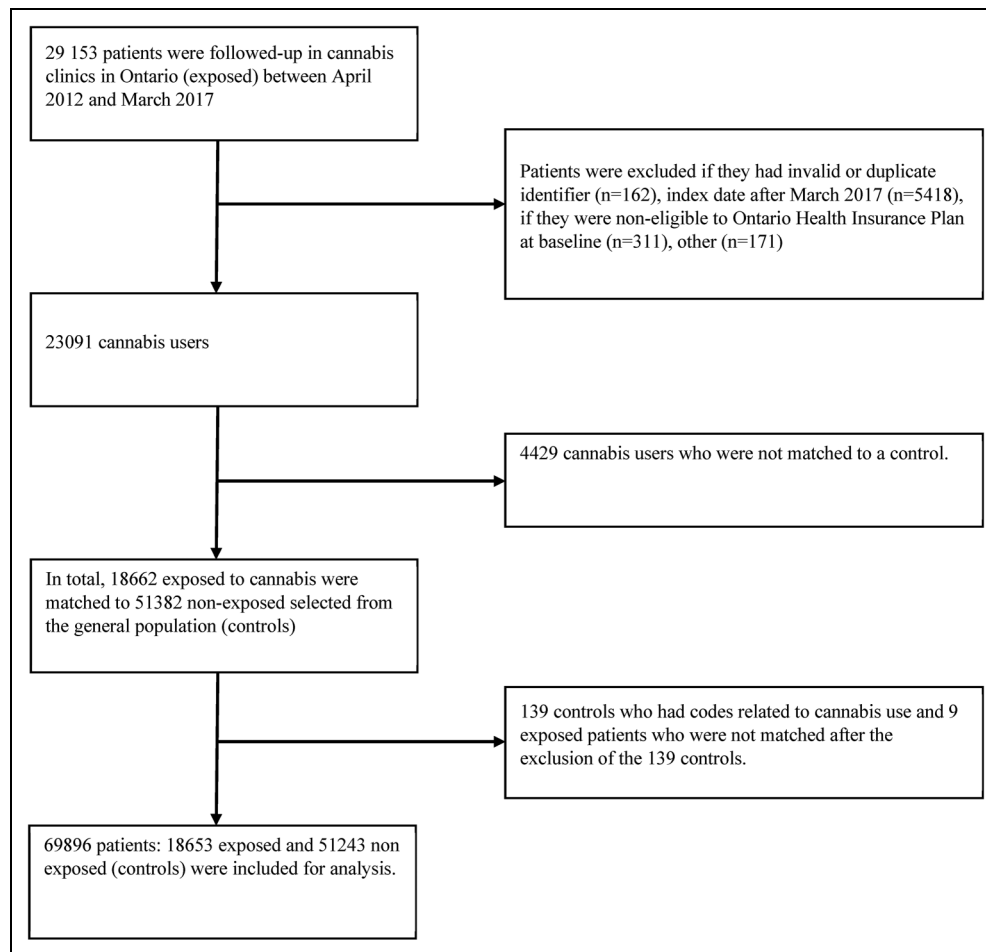 29 153 patients were followed-up in cannabis
clinics in Ontario (exposed) between April
2012 and March 2017
Patients were excluded if they had invalid or duplicate
identifier (n=162), index date after March 2017 (n=5418),
if they were non-eligible to Ontario Health Insurance Plan
at baseline (n=311), other (n=171)
23091 cannabis users
4429 cannabis users who were not matched to a control.
In total, 18662 exposed to cannabis were
matched to 51382 non-exposed selected from
the general population (controls)
139 controls who had codes related to cannabis use and 9
exposed patients who were not matched after the
exclusion of the 139 controls.
69896 patients: 18653 exposed and 51243 non
exposed (controls) were included for analysis.